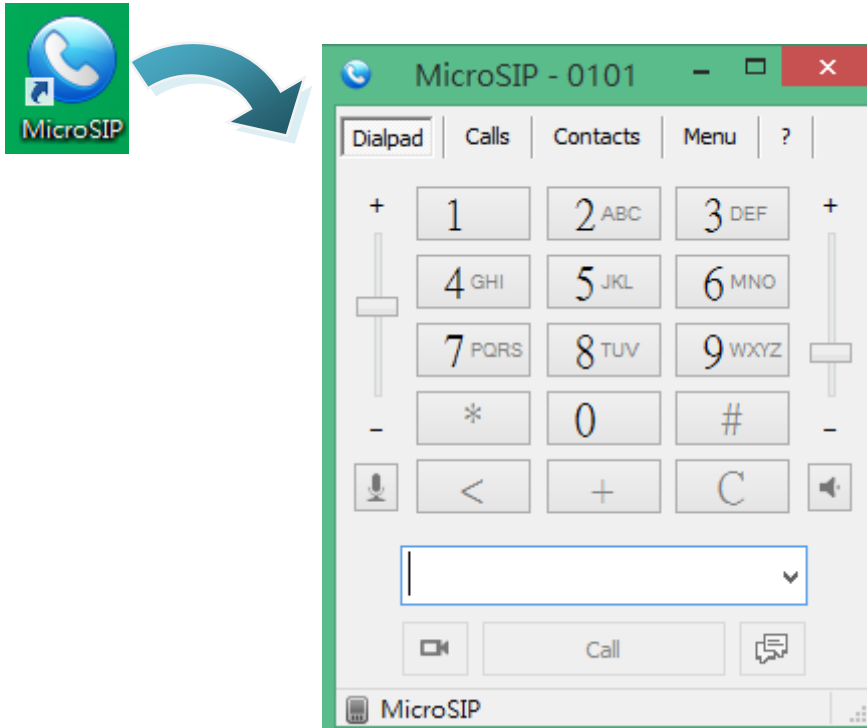 MicroSIP
MicroSIP - 0101
Dialpad Calls Contacts Menu ?
+ 1 2 ABC 3 DEF +
4 GHI 5 JKL 6 MNO
7 PQRS 8 TUV 9 WXYZ
- * 0 # -
< + C
Call
MicroSIP